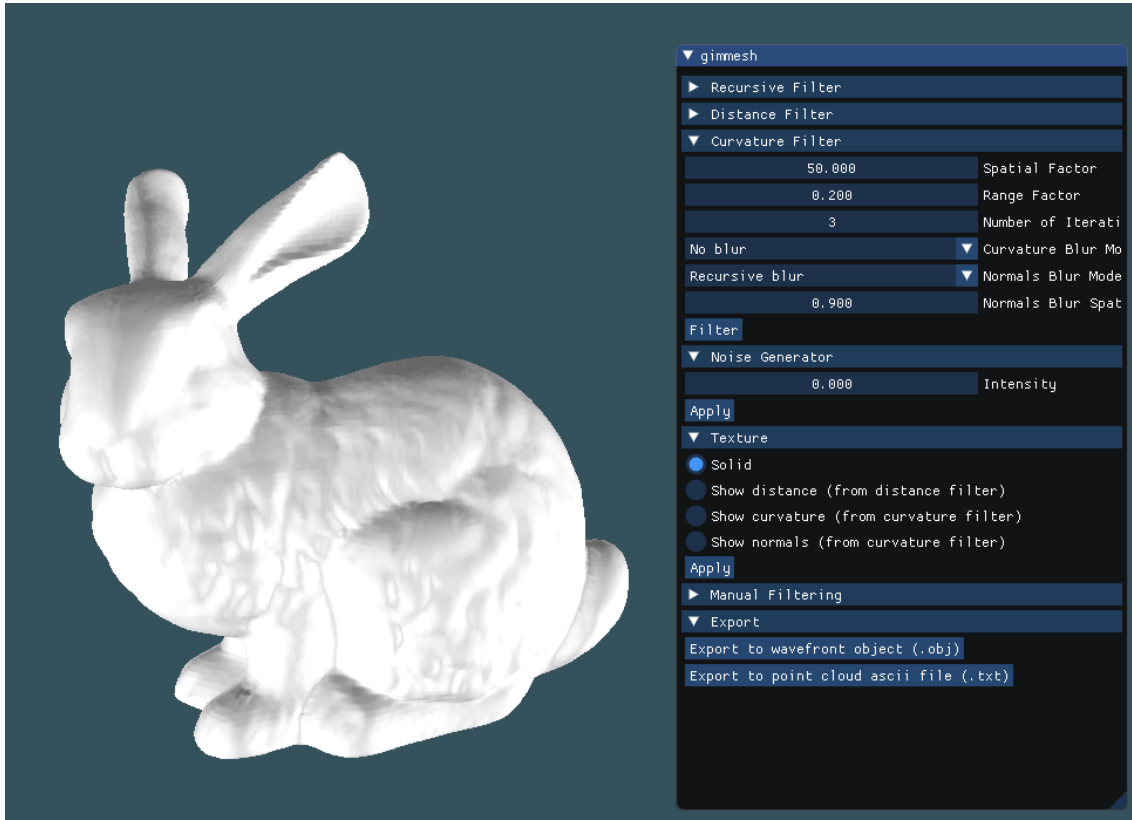 gimmesh
Recursive Filter
Distance Filter
Curvature Filter
50.000 Spatial Factor
0.200 Range Factor
3 Number of Iterati
No blur Curvature Blur Mo
Recursive blur Normals Blur Mode
0.900 Normals Blur Spat
Filter
Noise Generator
0.000 Intensity
Apply
Texture
Solid
Show distance (from distance filter)
Show curvature (from curvature filter)
Show normals (from curvature filter)
Apply
Manual Filtering
Export
Export to wavefront object (.obj)
Export to point cloud ascii file (.txt)